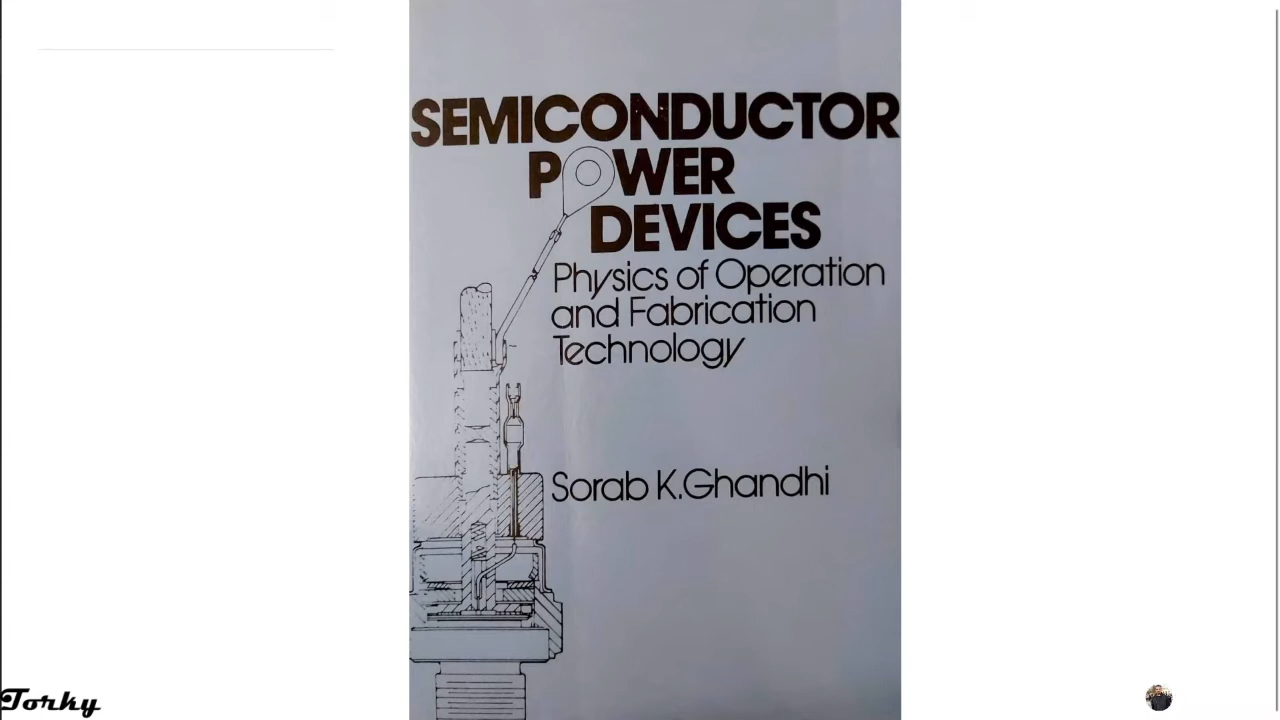 SEMICONDUCTOR
POWER
DEVICES
Physics of Operation
and Fabrication
Technology
Sorab K.Ghandhi
Torky